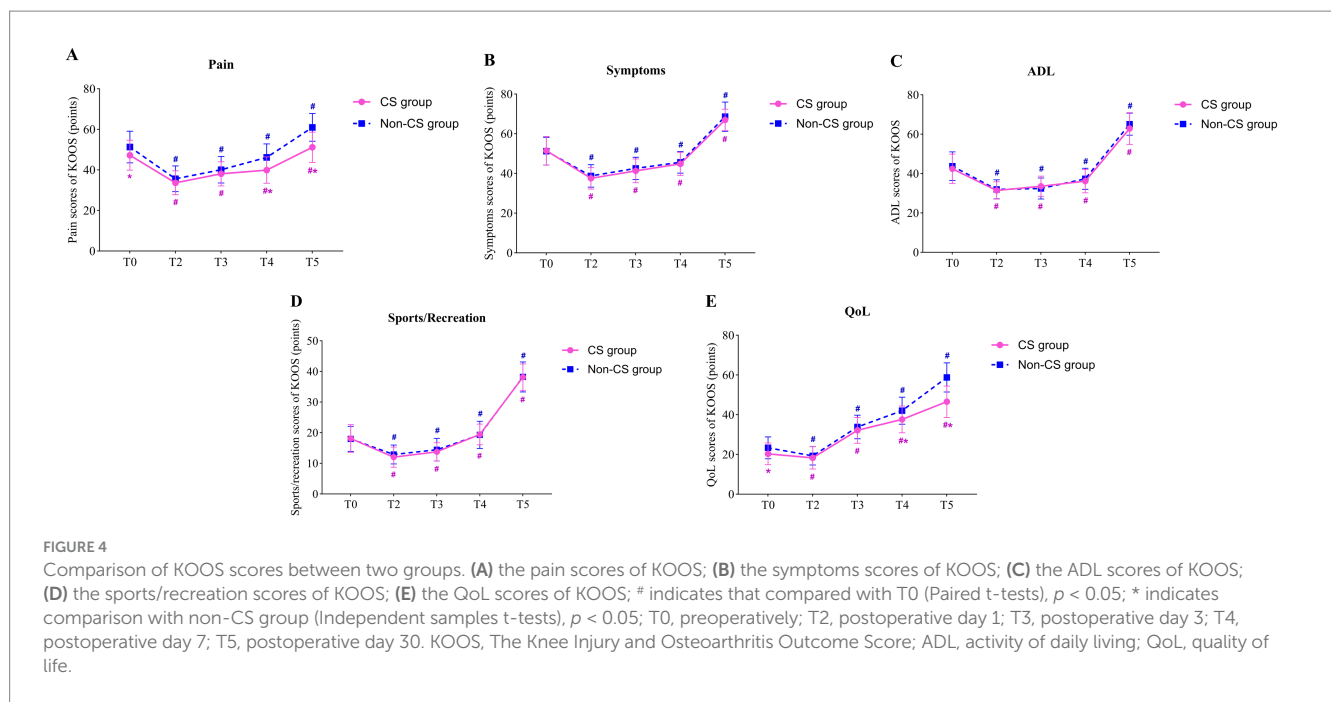 A
Pain
Pain scores of KOOS (points)
80
60
40
20
0
T0 T2 T3 T4 T5
# # # #
* # # #* #*
CS group
Non-CS group
B
Symptoms
Symptoms scores of KOOS (points)
80
60
40
20
0
T0 T2 T3 T4 T5
# # # #
# # # #
CS group
Non-CS group
C
ADL
ADL scores of KOOS
80
60
40
20
0
T0 T2 T3 T4 T5
# # # #
# # # #
CS group
Non-CS group
D
Sports/Recreation
Sports/recreation scores of KOOS (points)
50
40
30
20
10
0
T0 T2 T3 T4 T5
# # # #
# # # #
CS group
Non-CS group
E
QoL
QoL scores of KOOS (points)
80
60
40
20
0
T0 T2 T3 T4 T5
# # # #
* # # #* #*
CS group
Non-CS group
FIGURE 4
Comparison of KOOS scores between two groups. (A) the pain scores of KOOS; (B) the symptoms scores of KOOS; (C) the ADL scores of KOOS;
(D) the sports/recreation scores of KOOS; (E) the QoL scores of KOOS; # indicates that compared with T0 (Paired t-tests), p < 0.05; * indicates
comparison with non-CS group (Independent samples t-tests), p < 0.05; T0, preoperatively; T2, postoperative day 1; T3, postoperative day 3; T4,
postoperative day 7; T5, postoperative day 30. KOOS, The Knee Injury and Osteoarthritis Outcome Score; ADL, activity of daily living; QoL, quality of
life.